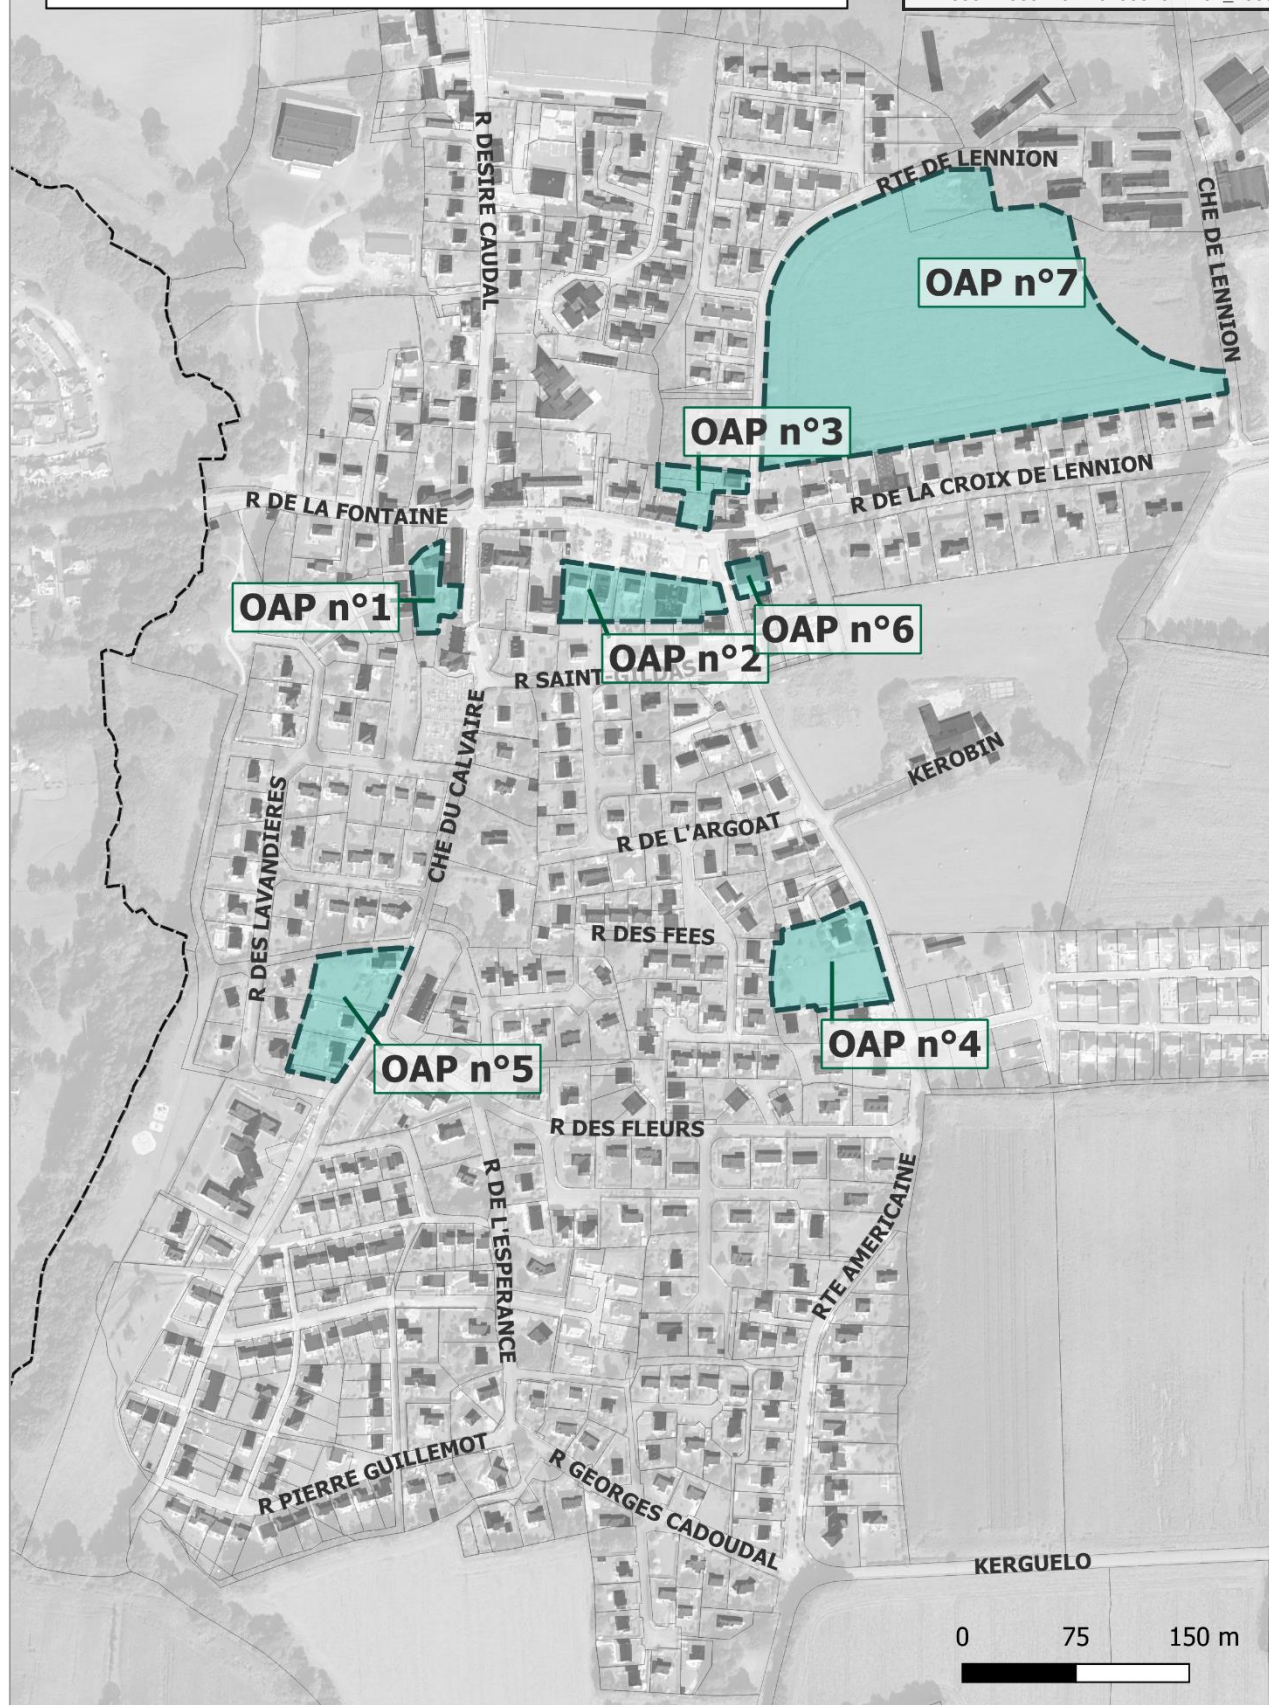 R DESIRE CAUDAL
RTE DE LENNION
CHE DE LENNION
OAP n°7
OAP n°3
R DE LA CROIX DE LENNION
R DE LA FONTAINE
OAP n°1
OAP n°6
OAP n°2
R SAINT-GILDAS
CHE DU CALVAIRE
KEROBIN
R DES LAVANDIERES
R DE L'ARGOAT
R DES FEES
OAP n°4
OAP n°5
R DES FLEURS
R DE L'ESPERANCE
RTE AMERICAINE
R PIERRE GUILLEMOT
R GEORGES CADOUDAL
KERGUELO
0 75 150 m